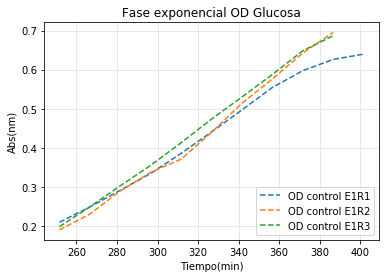 Fase exponencial OD Glucosa
Abs(nm)
0.7
0.6
0.5
0.4
0.3
0.2
260 280 300 320 340 360 380 400
Tiempo(min)
OD control E1R1
OD control E1R2
OD control E1R3